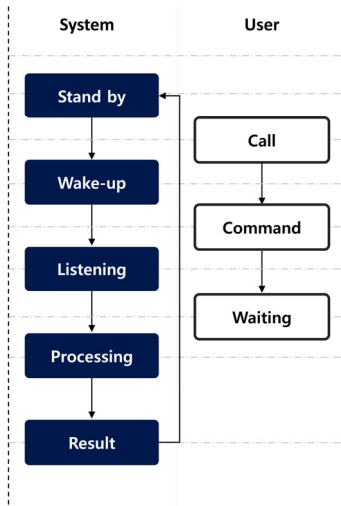 System
User
Stand by
Call
Wake-up
Command
Listening
Waiting
Processing
Result